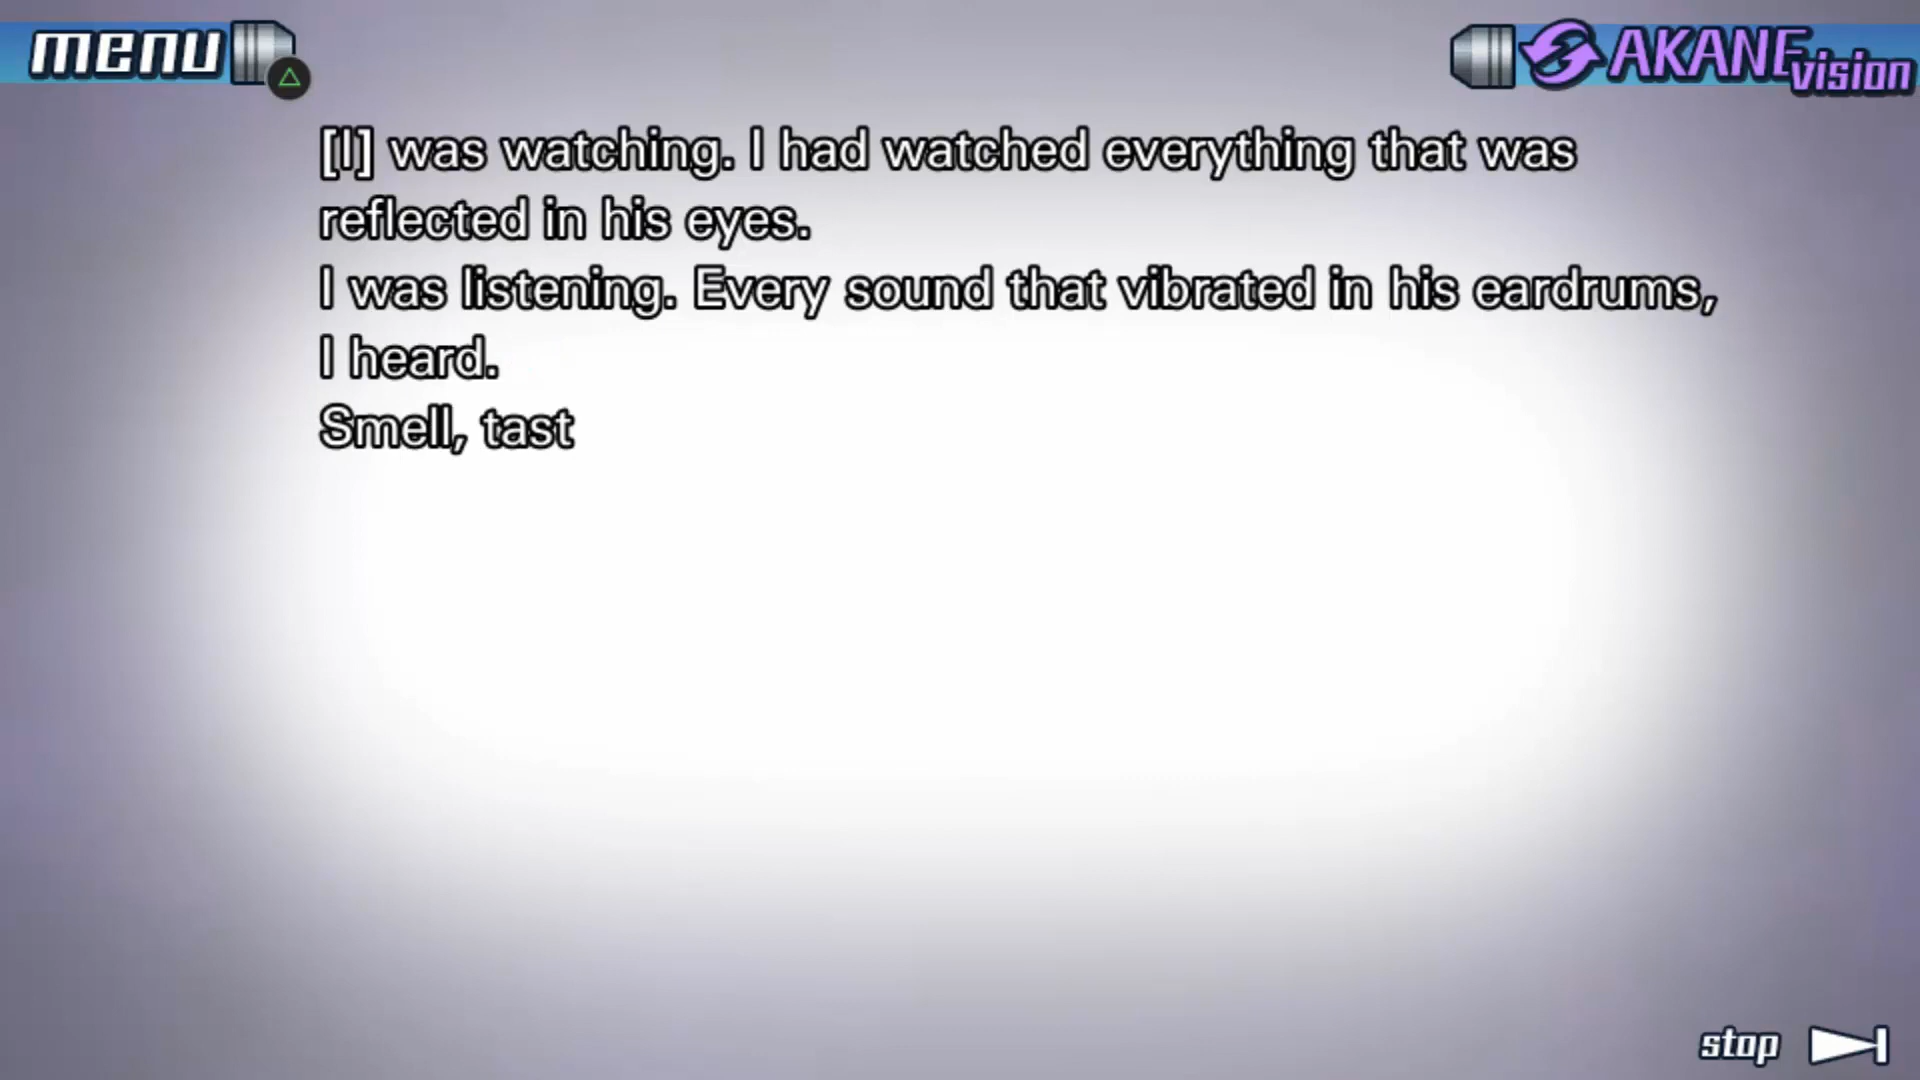 menu
AKANE vision
[I] was watching. I had watched everything that was
reflected in his eyes.
I was listening. Every sound that vibrated in his eardrums,
I heard.
Smell, tast
stop